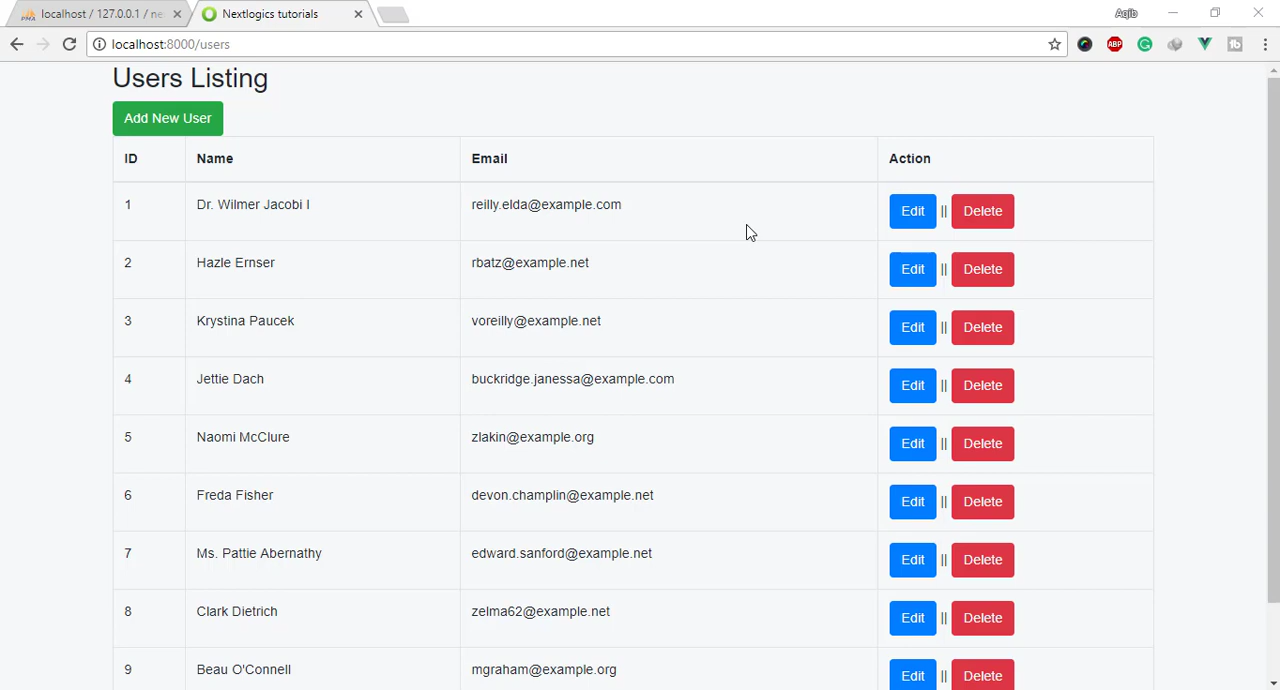 localhost / 127.0.0.1 / ne
Nextlogics tutorials
Aqib
localhost:8000/users
ABP
Users Listing
Add New User
ID Name Email Action
1 Dr. Wilmer Jacobi I reilly.elda@example.com Edit || Delete
2 Hazle Ernser rbatz@example.net Edit || Delete
3 Krystina Paucek voreilly@example.net Edit || Delete
4 Jettie Dach buckridge.janessa@example.com Edit || Delete
5 Naomi McClure zlakin@example.org Edit || Delete
6 Freda Fisher devon.champlin@example.net Edit || Delete
7 Ms. Pattie Abernathy edward.sanford@example.net Edit || Delete
8 Clark Dietrich zelma62@example.net Edit || Delete
9 Beau O'Connell mgraham@example.org Edit || Delete